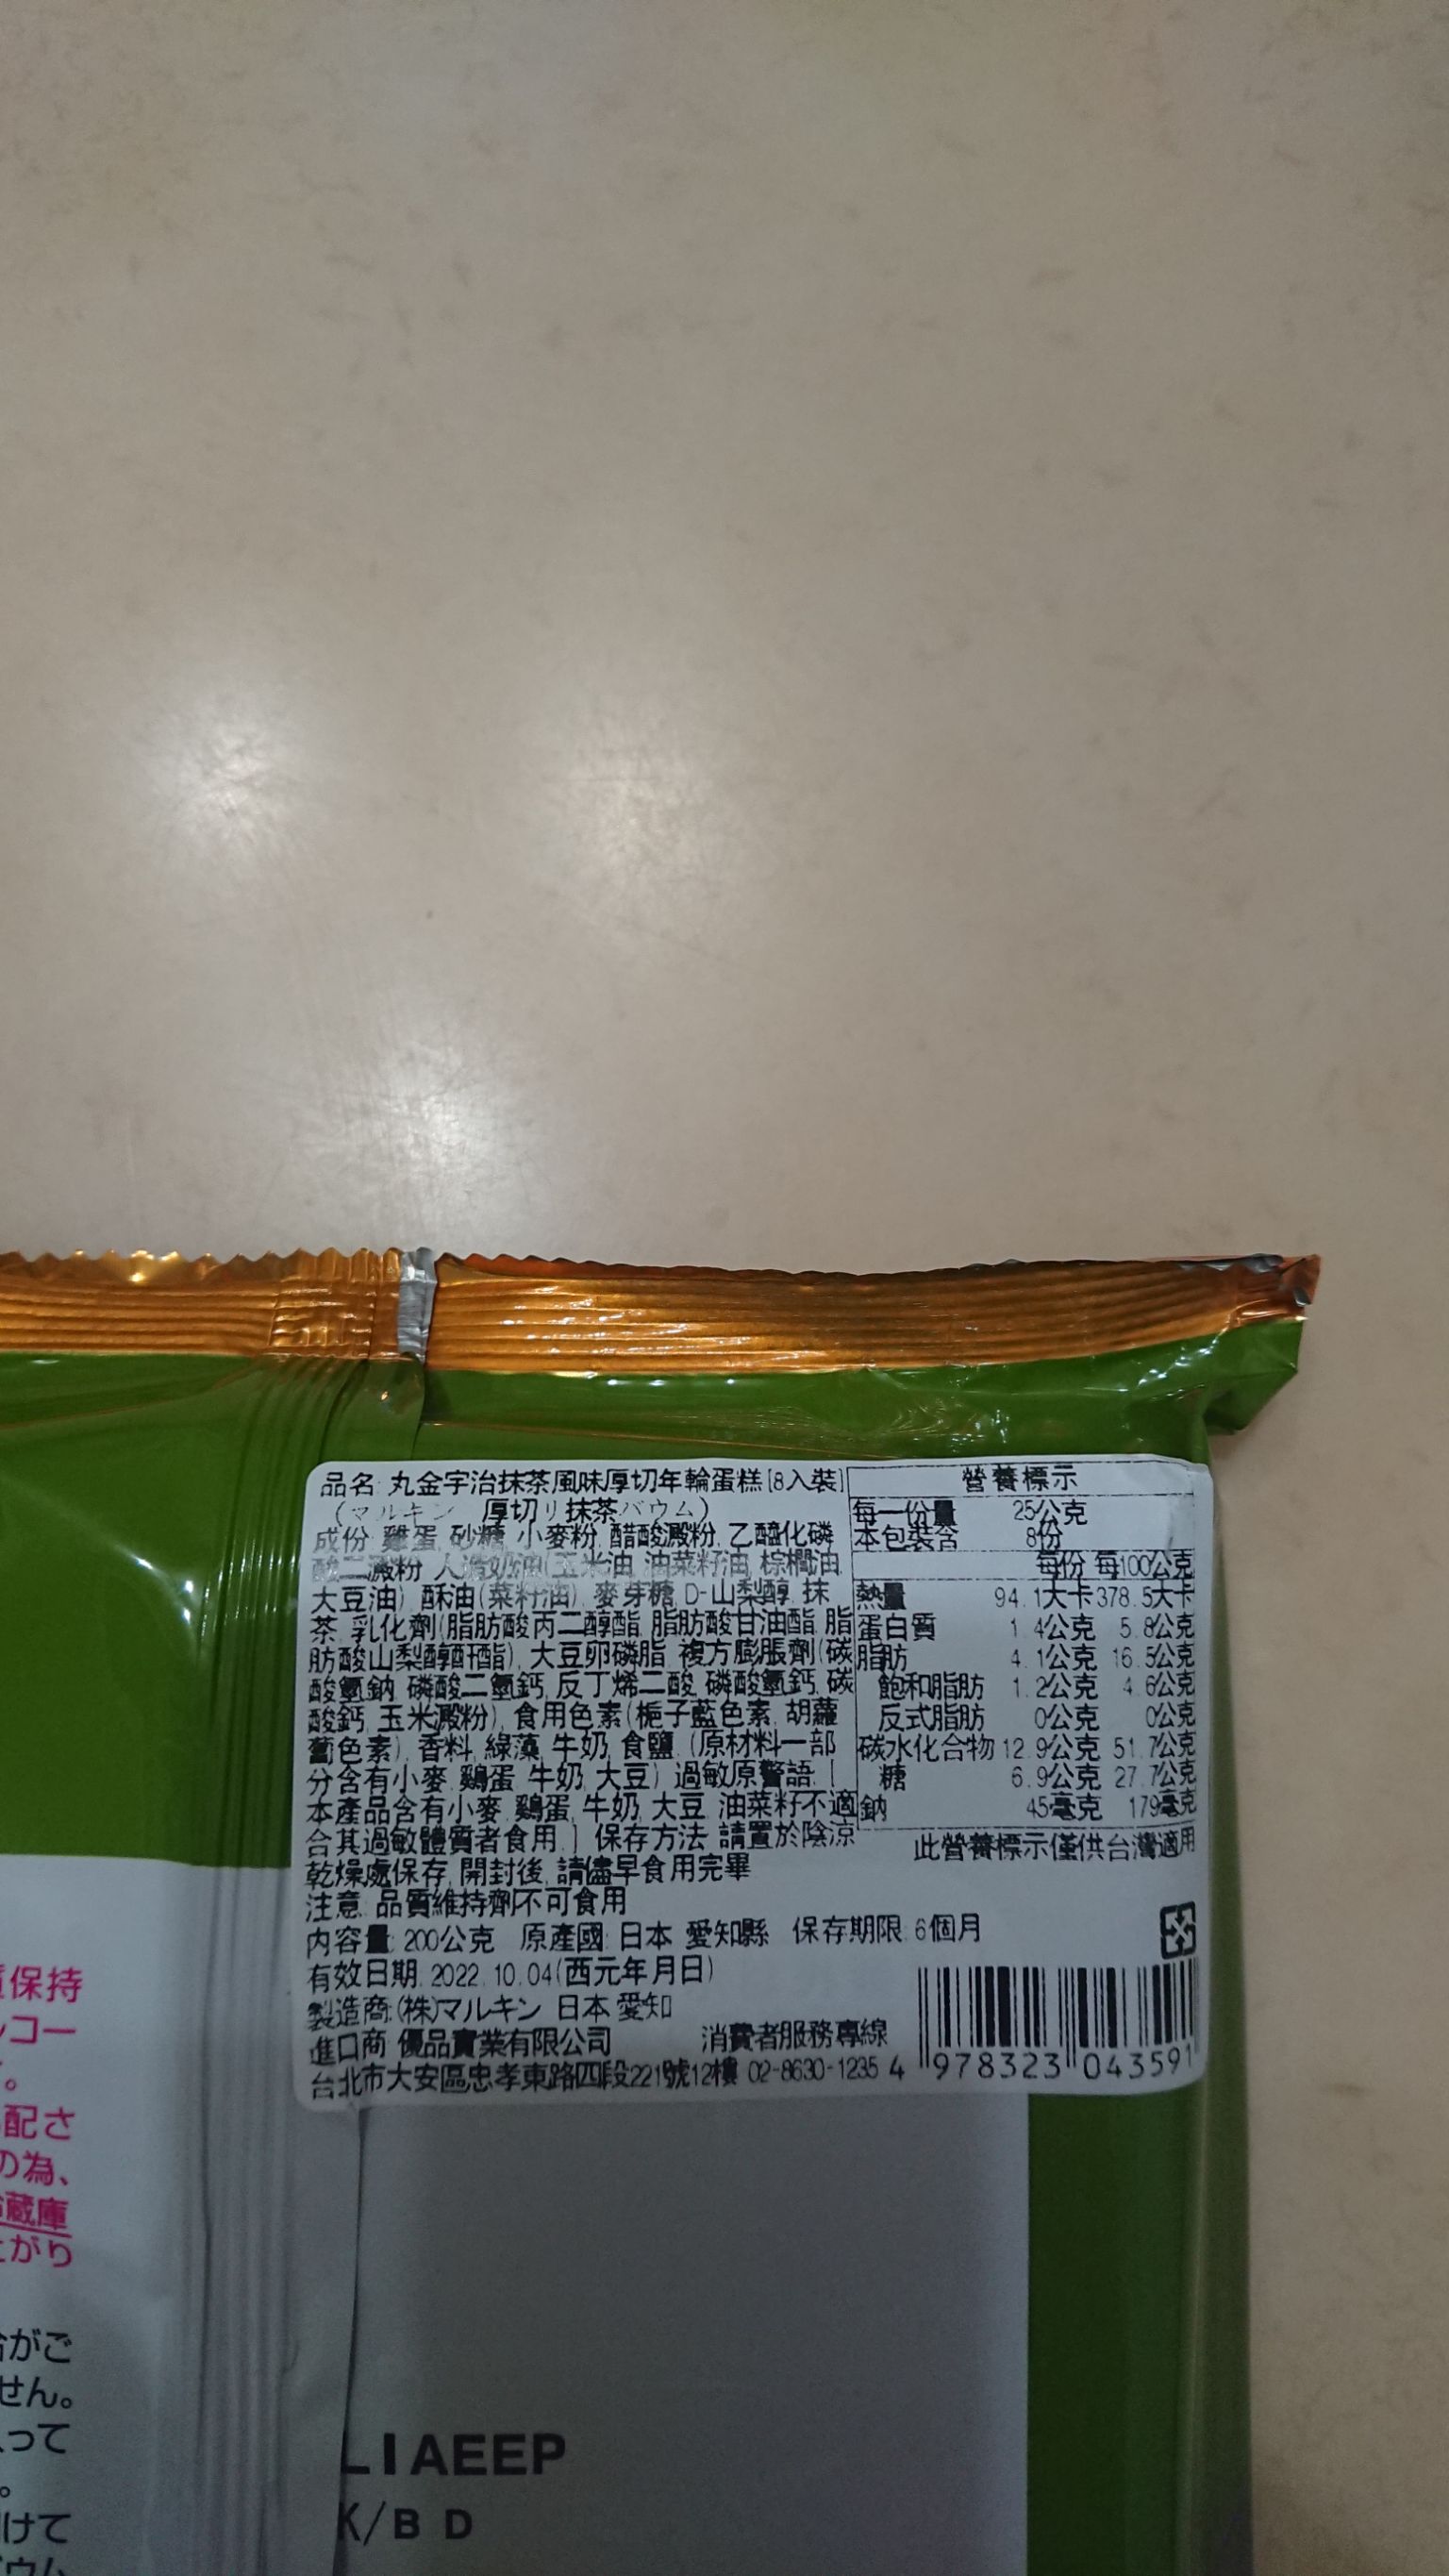 品名:丸金宇治抹茶風味厚切年輪蛋糕[8入裝]
(マルキン 厚切り抹茶バウム)
成份:雞蛋,砂糖,小麥粉,醋酸澱粉,乙醯化磷
酸二澱粉,人造奶油(玉米油,油菜籽油,棕櫚油,
大豆油),酥油(菜籽油),麥芽糖,D-山梨醇,抹
茶,乳化劑(脂肪酸丙二醇酯,脂肪酸甘油酯,脂
肪酸山梨醇酐酯),大豆卵磷脂,複方膨脹劑(碳
酸氫鈉,磷酸二氫鈣,反丁烯二酸,磷酸氫鈣,碳
酸鈣,玉米澱粉),食用色素(梔子藍色素,胡蘿
蔔色素),香料,綠藻,牛奶,食鹽,(原材料一部
分含有小麥,鷄蛋,牛奶,大豆)過敏原警語:[
本產品含有小麥,鷄蛋,牛奶,大豆,油菜籽不適
合其過敏體質者食用.]保存方法:請置於陰涼
乾燥處保存,開封後,請儘早食用完畢
注意:品質維持劑不可食用
內容量:200公克 原產國:日本 愛知縣 保存期限:6個月
有效日期:2022.10.04(西元年月日)
製造商:(株)マルキン 日本 愛知
進口商:優品實業有限公司 消費者服務專線
台北市大安區忠孝東路四段221號12樓 02-8630-1235
營養標示
每一份量 25公克
本包裝含 8份
每份 每100公克
熱量 94.1大卡 378.5大卡
蛋白質 1.4公克 5.8公克
脂肪 4.1公克 16.5公克
飽和脂肪 1.2公克 4.6公克
反式脂肪 0公克 0公克
碳水化合物 12.9公克 51.7公克
糖 6.9公克 27.7公克
鈉 45毫克 179毫克
此營養標示僅供台灣適用
4 978323 043591
保持
コー
。
配さ
の為、
蔵庫
がり
がご
せん。
って
。
けて
ウム
LIAEEP
K/B D